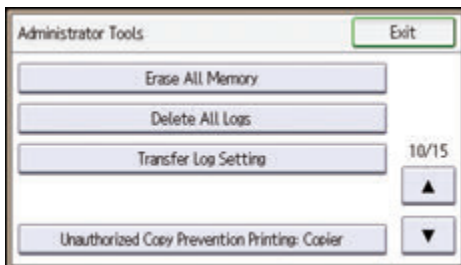 Administrator Tools
Exit
Erase All Memory
Delete All Logs
Transfer Log Setting
10/15
▲
▼
Unauthorized Copy Prevention Printing: Copier